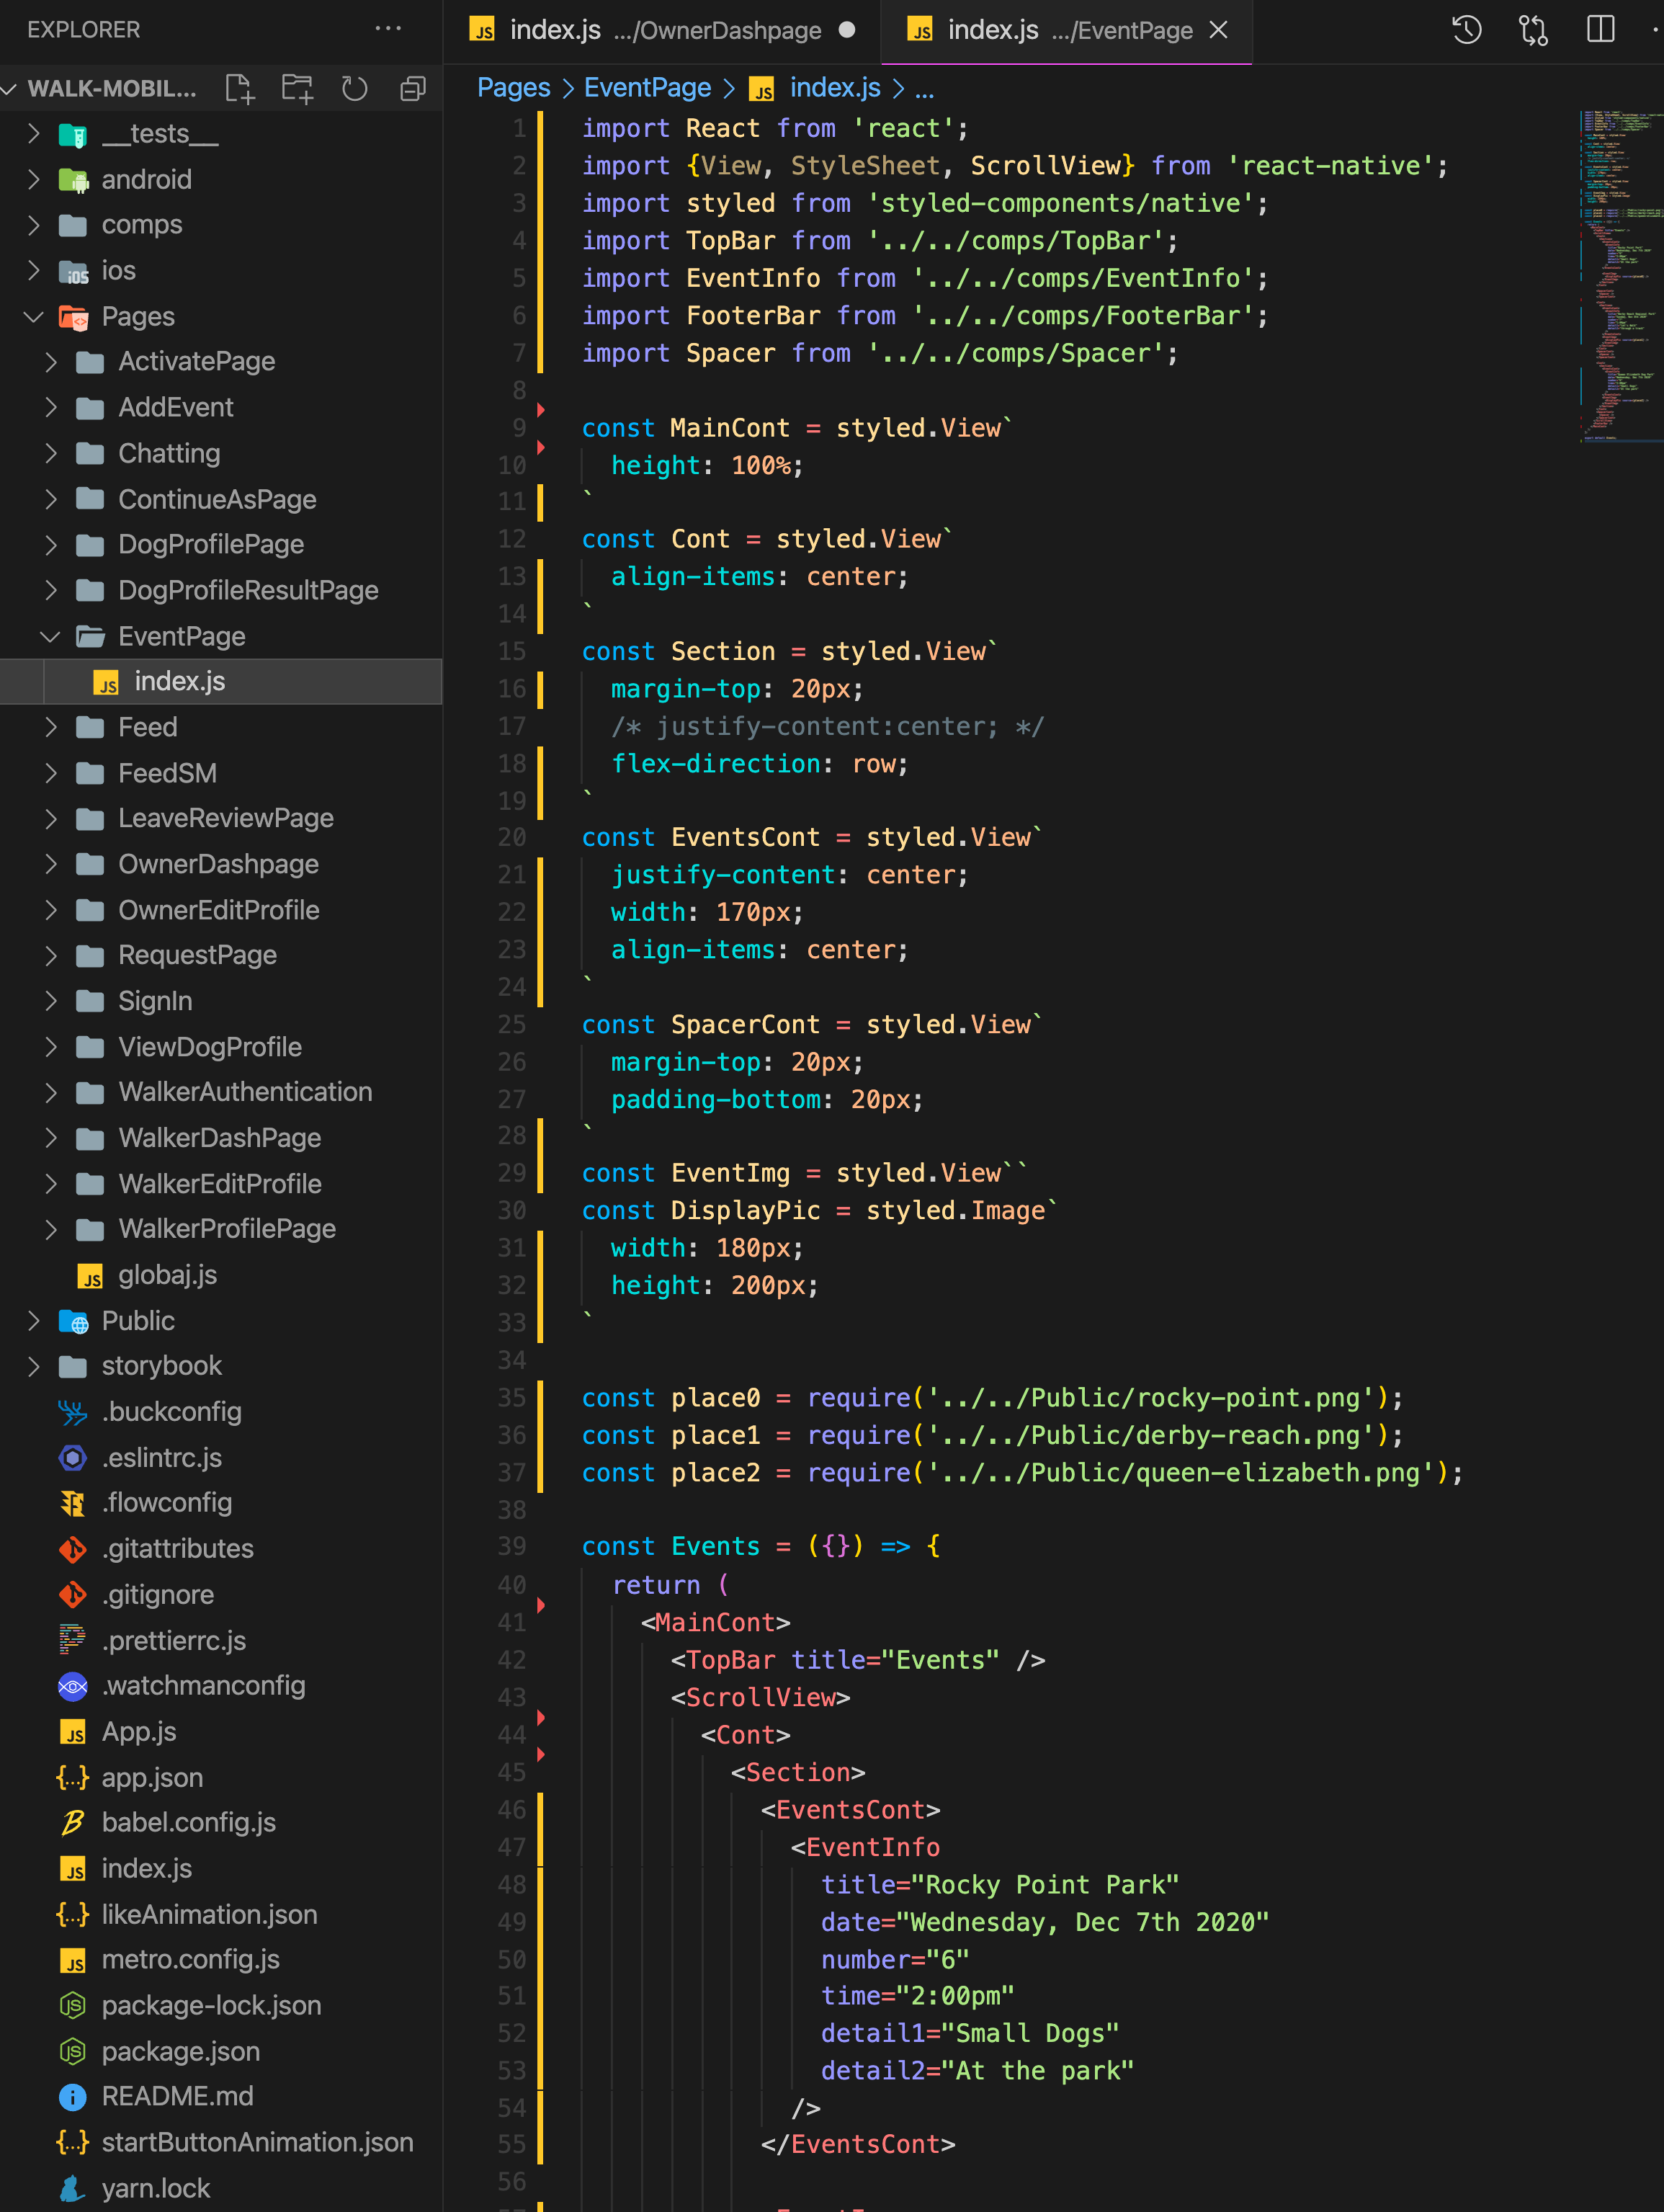 EXPLORER ...
WALK-MOBIL...
__tests__
android
comps
ios
Pages
ActivatePage
AddEvent
Chatting
ContinueAsPage
DogProfilePage
DogProfileResultPage
EventPage
JS index.js
Feed
FeedSM
LeaveReviewPage
OwnerDashpage
OwnerEditProfile
RequestPage
SignIn
ViewDogProfile
WalkerAuthentication
WalkerDashPage
WalkerEditProfile
WalkerProfilePage
JS globaj.js
Public
storybook
.buckconfig
.eslintrc.js
.flowconfig
.gitattributes
.gitignore
.prettierrc.js
.watchmanconfig
JS App.js
{..} app.json
babel.config.js
JS index.js
{..} likeAnimation.json
JS metro.config.js
package-lock.json
package.json
README.md
{..} startButtonAnimation.json
yarn.lock
JS index.js .../OwnerDashpage
JS index.js .../EventPage
Pages > EventPage > JS index.js > ...
1 import React from 'react';
2 import {View, StyleSheet, ScrollView} from 'react-native';
3 import styled from 'styled-components/native';
4 import TopBar from '../../comps/TopBar';
5 import EventInfo from '../../comps/EventInfo';
6 import FooterBar from '../../comps/FooterBar';
7 import Spacer from '../../comps/Spacer';
8
9 const MainCont = styled.View`
10 height: 100%;
11 `
12 const Cont = styled.View`
13 align-items: center;
14 `
15 const Section = styled.View`
16 margin-top: 20px;
17 /* justify-content:center; */
18 flex-direction: row;
19 `
20 const EventsCont = styled.View`
21 justify-content: center;
22 width: 170px;
23 align-items: center;
24 `
25 const SpacerCont = styled.View`
26 margin-top: 20px;
27 padding-bottom: 20px;
28 `
29 const EventImg = styled.View``
30 const DisplayPic = styled.Image`
31 width: 180px;
32 height: 200px;
33 `
34
35 const place0 = require('../../Public/rocky-point.png');
36 const place1 = require('../../Public/derby-reach.png');
37 const place2 = require('../../Public/queen-elizabeth.png');
38
39 const Events = ({}) => {
40 return (
41 <MainCont>
42 <TopBar title="Events" />
43 <ScrollView>
44 <Cont>
45 <Section>
46 <EventsCont>
47 <EventInfo
48 title="Rocky Point Park"
49 date="Wednesday, Dec 7th 2020"
50 number="6"
51 time="2:00pm"
52 detail1="Small Dogs"
53 detail2="At the park"
54 />
55 </EventsCont>
56